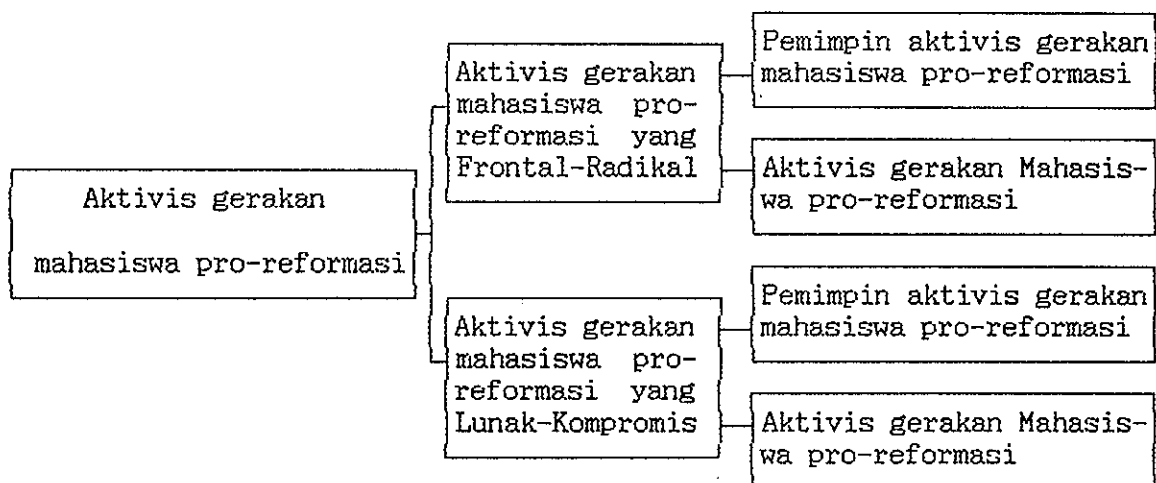 Aktivis gerakan
mahasiswa pro-reformasi
Aktivis gerakan
mahasiswa pro-
reformasi yang
Frontal-Radikal
Pemimpin aktivis gerakan
mahasiswa pro-reformasi
Aktivis gerakan Mahasis-
wa pro-reformasi
Aktivis gerakan
mahasiswa pro-
reformasi yang
Lunak-Kompromis
Pemimpin aktivis gerakan
mahasiswa pro-reformasi
Aktivis gerakan Mahasis-
wa pro-reformasi